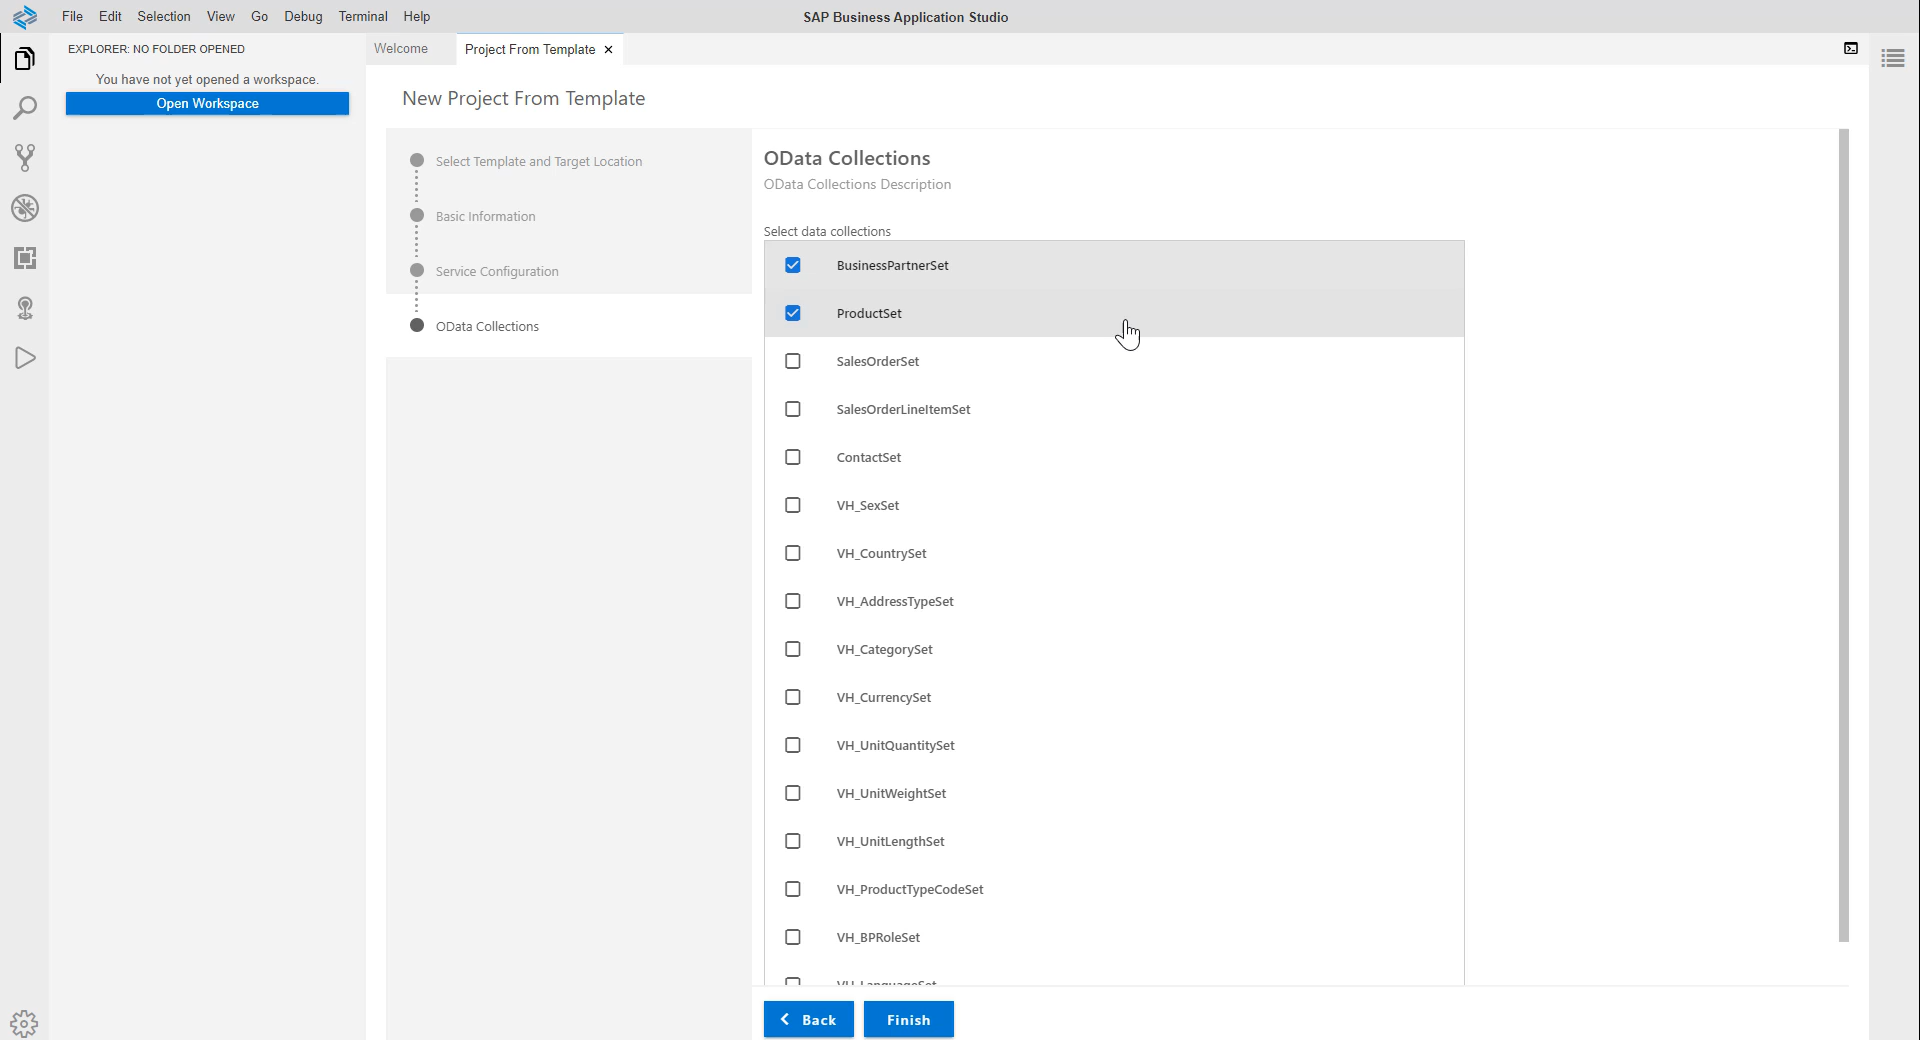 File Edit Selection View Go Debug Terminal Help
SAP Business Application Studio
EXPLORER: NO FOLDER OPENED
You have not yet opened a workspace.
Open Workspace
Welcome
Project From Template
New Project From Template
Select Template and Target Location
Basic Information
Service Configuration
OData Collections
OData Collections
OData Collections Description
Select data collections
BusinessPartnerSet
ProductSet
SalesOrderSet
SalesOrderLineItemSet
ContactSet
VH_SexSet
VH_CountrySet
VH_AddressTypeSet
VH_CategorySet
VH_CurrencySet
VH_UnitQuantitySet
VH_UnitWeightSet
VH_UnitLengthSet
VH_ProductTypeCodeSet
VH_BPRoleSet
VH_LanguageSet
Back
Finish